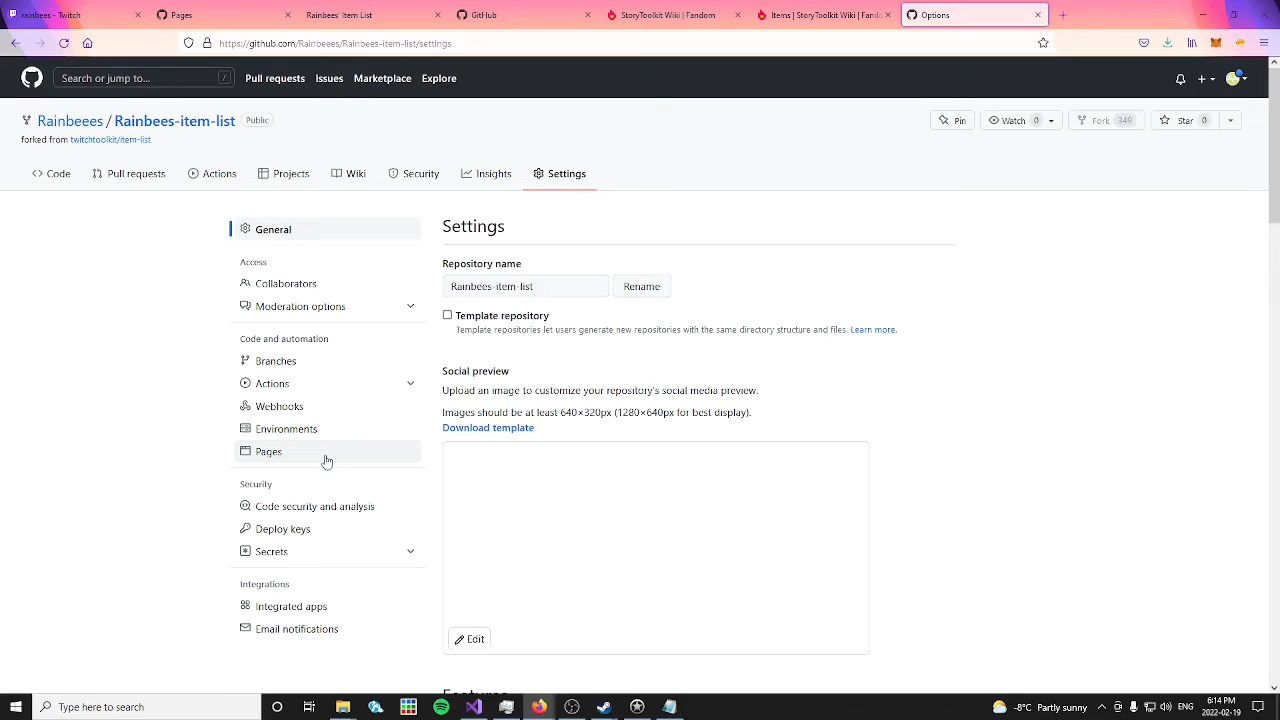 rainbees - Twitch
Pages
Rainbees' Item List
GitHub
StoryToolkit Wiki | Fandom
Items | StoryToolkit Wiki | Fandom
Options
https://github.com/Rainbeees/Rainbees-item-list/settings
Search or jump to...
/
Pull requests
Issues
Marketplace
Explore
Rainbeees / Rainbees-item-list
Public
Pin
Watch 0
Fork 349
Star 0
forked from twitchtoolkit/item-list
Code
Pull requests
Actions
Projects
Wiki
Security
Insights
Settings
General
Access
Collaborators
Moderation options
Code and automation
Branches
Actions
Webhooks
Environments
Pages
Security
Code security and analysis
Deploy keys
Secrets
Integrations
Integrated apps
Email notifications
Settings
Repository name
Rainbees-item-list
Rename
Template repository
Template repositories let users generate new repositories with the same directory structure and files. Learn more.
Social preview
Upload an image to customize your repository's social media preview.
Images should be at least 640×320px (1280×640px for best display).
Download template
Edit
Features
Type here to search
-8°C Partly sunny
ENG
6:14 PM
2022-02-19